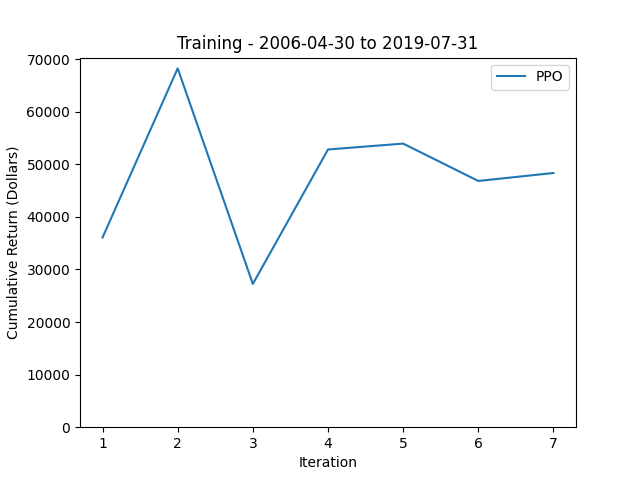 Training - 2006-04-30 to 2019-07-31
PPO
Cumulative Return (Dollars)
70000
60000
50000
40000
30000
20000
10000
0
1 2 3 4 5 6 7
Iteration